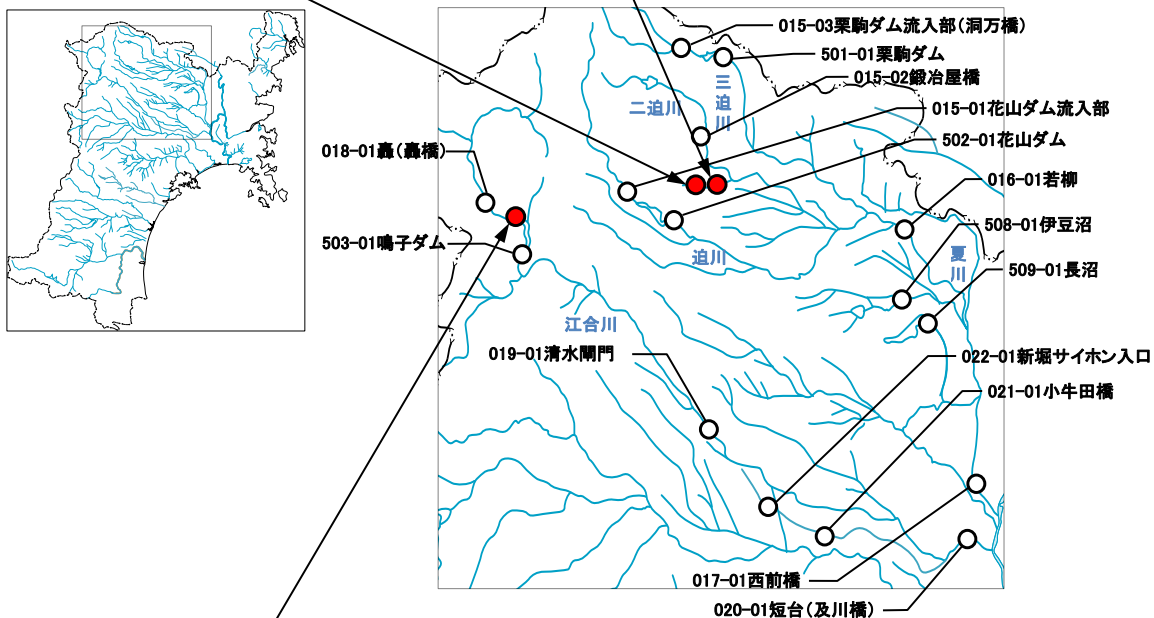 015-03栗駒ダム流入部(洞万橋)
501-01栗駒ダム
015-02鍛冶屋橋
三迫川
二迫川
015-01花山ダム流入部
502-01花山ダム
018-01轟(轟橋)
016-01若柳
508-01伊豆沼
503-01鳴子ダム
迫川
夏川
509-01長沼
江合川
019-01清水閘門
022-01新堀サイホン入口
021-01小牛田橋
017-01西前橋
020-01短台(及川橋)